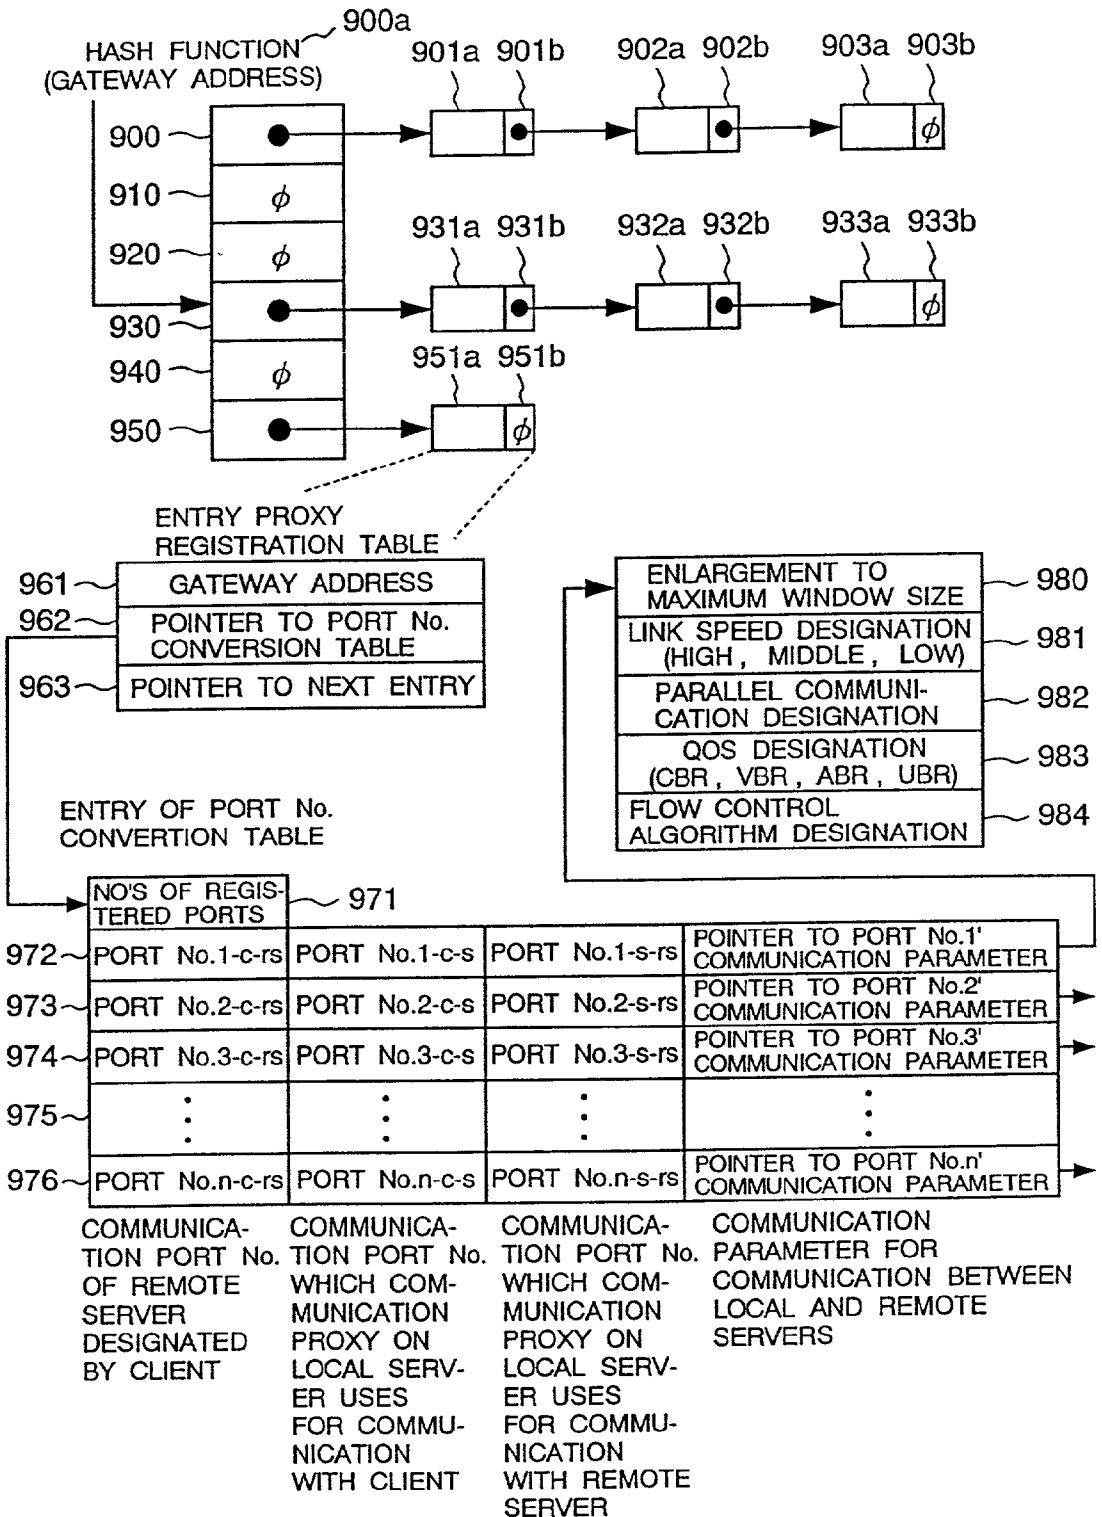 900a
HASH FUNCTION
(GATEWAY ADDRESS)
901a 901b 902a 902b 903a 903b
900
ϕ
910
ϕ
920
ϕ
931a 931b 932a 932b 933a 933b
930
ϕ
951a 951b
940
ϕ
950
ϕ
ENTRY PROXY
REGISTRATION TABLE
961
GATEWAY ADDRESS
962
POINTER TO PORT No.
CONVERSION TABLE
963
POINTER TO NEXT ENTRY
ENLARGEMENT TO
MAXIMUM WINDOW SIZE
980
LINK SPEED DESIGNATION
(HIGH, MIDDLE, LOW)
981
PARALLEL COMMUNI-
CATION DESIGNATION
982
QOS DESIGNATION
(CBR, VBR, ABR, UBR)
983
FLOW CONTROL
ALGORITHM DESIGNATION
984
ENTRY OF PORT No.
CONVERTION TABLE
NO'S OF REGIS-
TERED PORTS
971
972
PORT No.1-c-rs PORT No.1-c-s PORT No.1-s-rs
POINTER TO PORT No.1'
COMMUNICATION PARAMETER
973
PORT No.2-c-rs PORT No.2-c-s PORT No.2-s-rs
POINTER TO PORT No.2'
COMMUNICATION PARAMETER
974
PORT No.3-c-rs PORT No.3-c-s PORT No.3-s-rs
POINTER TO PORT No.3'
COMMUNICATION PARAMETER
975
976
PORT No.n-c-rs PORT No.n-c-s PORT No.n-s-rs
POINTER TO PORT No.n'
COMMUNICATION PARAMETER
COMMUNICA-
TION PORT No.
OF REMOTE
SERVER
DESIGNATED
BY CLIENT
COMMUNICA-
TION PORT No.
WHICH COM-
MUNICATION
PROXY ON
LOCAL SERV-
ER USES
FOR COMMU-
NICATION
WITH CLIENT
COMMUNICA-
TION PORT No.
WHICH COM-
MUNICATION
PROXY ON
LOCAL SERV-
ER USES
FOR COMMU-
NICATION
WITH REMOTE
SERVER
COMMUNICATION
PARAMETER FOR
COMMUNICATION BETWEEN
LOCAL AND REMOTE
SERVERS